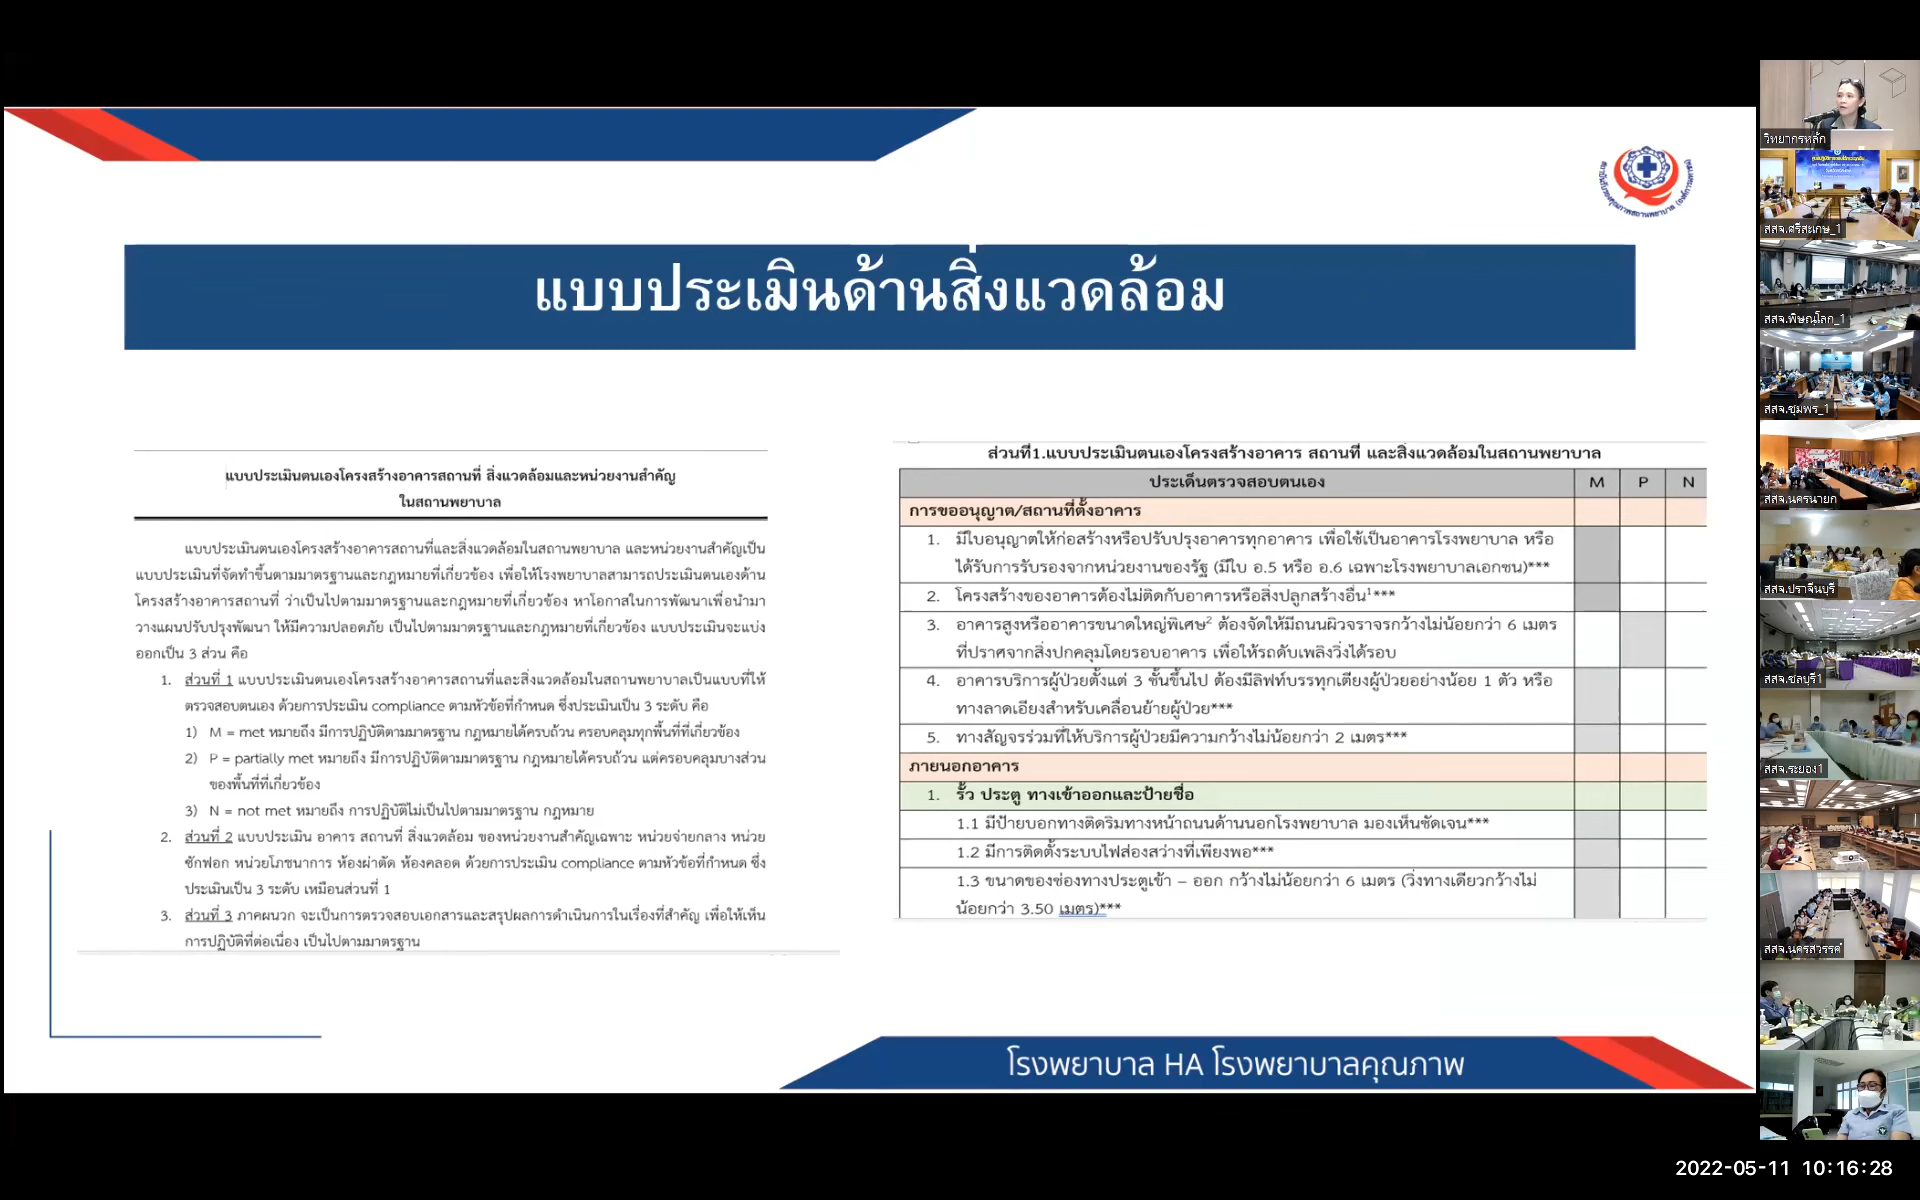 แบบประเมินด้านสิ่งแวดล้อม
แบบประเมินตนเองโครงสร้างอาคารสถานที่ สิ่งแวดล้อมและหน่วยงานสำคัญ
ในสถานพยาบาล
แบบประเมินตนเองโครงสร้างอาคารสถานที่และสิ่งแวดล้อมในสถานพยาบาล และหน่วยงานสำคัญเป็น
แบบประเมินที่จัดทำขึ้นตามมาตรฐานและกฎหมายที่เกี่ยวข้อง เพื่อให้โรงพยาบาลสามารถประเมินตนเองด้าน
โครงสร้างอาคารสถานที่ ว่าเป็นไปตามมาตรฐานและกฎหมายที่เกี่ยวข้อง หาโอกาสในการพัฒนาเพื่อนำมา
วางแผนปรับปรุงพัฒนา ให้มีความปลอดภัย เป็นไปตามมาตรฐานและกฎหมายที่เกี่ยวข้อง แบบประเมินจะแบ่ง
ออกเป็น 3 ส่วน คือ
1. ส่วนที่ 1 แบบประเมินตนเองโครงสร้างอาคารสถานที่และสิ่งแวดล้อมในสถานพยาบาลเป็นแบบที่ให้
ตรวจสอบตนเอง ด้วยการประเมิน compliance ตามหัวข้อที่กำหนด ซึ่งประเมินเป็น 3 ระดับ คือ
1) M = met หมายถึง มีการปฏิบัติตามมาตรฐาน กฎหมายได้ครบถ้วน ครอบคลุมทุกพื้นที่ที่เกี่ยวข้อง
2) P = partially met หมายถึง มีการปฏิบัติตามมาตรฐาน กฎหมายได้ครบถ้วน แต่ครอบคลุมบางส่วน
ของพื้นที่ที่เกี่ยวข้อง
3) N = not met หมายถึง การปฏิบัติไม่เป็นไปตามมาตรฐาน กฎหมาย
2. ส่วนที่ 2 แบบประเมิน อาคาร สถานที่ สิ่งแวดล้อม ของหน่วยงานสำคัญเฉพาะ หน่วยจ่ายกลาง หน่วย
ซักฟอก หน่วยโภชนาการ ห้องผ่าตัด ห้องคลอด ด้วยการประเมิน compliance ตามหัวข้อที่กำหนด ซึ่ง
ประเมินเป็น 3 ระดับ เหมือนส่วนที่ 1
3. ส่วนที่ 3 ภาคผนวก จะเป็นการตรวจสอบเอกสารและสรุปผลการดำเนินการในเรื่องที่สำคัญ เพื่อให้เห็น
การปฏิบัติที่ต่อเนื่อง เป็นไปตามมาตรฐาน
ส่วนที่1.แบบประเมินตนเองโครงสร้างอาคาร สถานที่ และสิ่งแวดล้อมในสถานพยาบาล
ประเด็นตรวจสอบตนเอง M P N
การขออนุญาต/สถานที่ตั้งอาคาร
1. มีใบอนุญาตให้ก่อสร้างหรือปรับปรุงอาคารทุกอาคาร เพื่อใช้เป็นอาคารโรงพยาบาล หรือ
ได้รับการรับรองจากหน่วยงานของรัฐ (มีใบ อ.5 หรือ อ.6 เฉพาะโรงพยาบาลเอกชน)***
2. โครงสร้างของอาคารต้องไม่ติดกับอาคารหรือสิ่งปลูกสร้างอื่น¹***
3. อาคารสูงหรืออาคารขนาดใหญ่พิเศษ² ต้องจัดให้มีถนนผิวจราจรกว้างไม่น้อยกว่า 6 เมตร
ที่ปราศจากสิ่งปกคลุมโดยรอบอาคาร เพื่อให้รถดับเพลิงวิ่งได้รอบ
4. อาคารบริการผู้ป่วยตั้งแต่ 3 ชั้นขึ้นไป ต้องมีลิฟท์บรรทุกเตียงผู้ป่วยอย่างน้อย 1 ตัว หรือ
ทางลาดเอียงสำหรับเคลื่อนย้ายผู้ป่วย***
5. ทางสัญจรร่วมที่ให้บริการผู้ป่วยมีความกว้างไม่น้อยกว่า 2 เมตร***
ภายนอกอาคาร
1. รั้ว ประตู ทางเข้าออกและป้ายชื่อ
1.1 มีป้ายบอกทางติดริมทางหน้าถนนด้านนอกโรงพยาบาล มองเห็นชัดเจน***
1.2 มีการติดตั้งระบบไฟส่องสว่างที่เพียงพอ***
1.3 ขนาดของช่องทางประตูเข้า – ออก กว้างไม่น้อยกว่า 6 เมตร (วิ่งทางเดียวกว้างไม่
น้อยกว่า 3.50 เมตร)***
โรงพยาบาล HA โรงพยาบาลคุณภาพ
วิทยากรหลัก
สสจ.ศรีสะเกษ_1
สสจ.พิษณุโลก_1
สสจ.ชุมพร_1
สสจ.นครนายก
สสจ.ปราจีนบุรี
สสจ.ชลบุรี1
สสจ.ระยอง1
สสจ.นครสวรรค์
2022-05-11 10:16:28